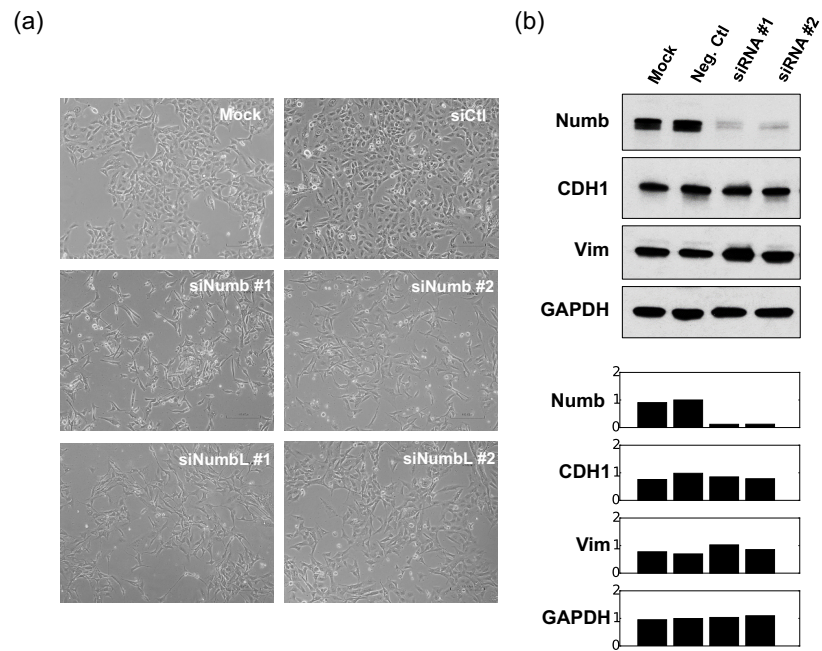 (a)
Mock
siCtl
siNumb #1
siNumb #2
siNumbL #1
siNumbL #2
(b)
Mock
Neg. Ctl
siRNA #1
siRNA #2
Numb
CDH1
Vim
GAPDH
Numb
2
1
0
CDH1
2
1
0
Vim
2
1
0
GAPDH
2
1
0